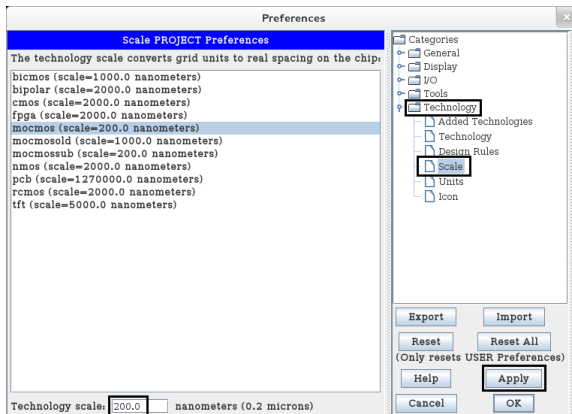 Preferences
Scale PROJECT Preferences
The technology scale converts grid units to real spacing on the chip:
bicmos (scale=1000.0 nanometers)
bipolar (scale=2000.0 nanometers)
cmos (scale=2000.0 nanometers)
fpga (scale=2000.0 nanometers)
mocmos (scale=200.0 nanometers)
mocmosold (scale=1000.0 nanometers)
mocmossub (scale=200.0 nanometers)
nmos (scale=2000.0 nanometers)
pcb (scale=1270000.0 nanometers)
rcmos (scale=2000.0 nanometers)
tft (scale=5000.0 nanometers)
Technology scale: 200.0 nanometers (0.2 microns)
Categories
General
Display
I/O
Tools
Technology
Added Technologies
Technology
Design Rules
Scale
Units
Icon
Export Import
Reset Reset All
(Only resets USER Preferences)
Help Apply
Cancel OK